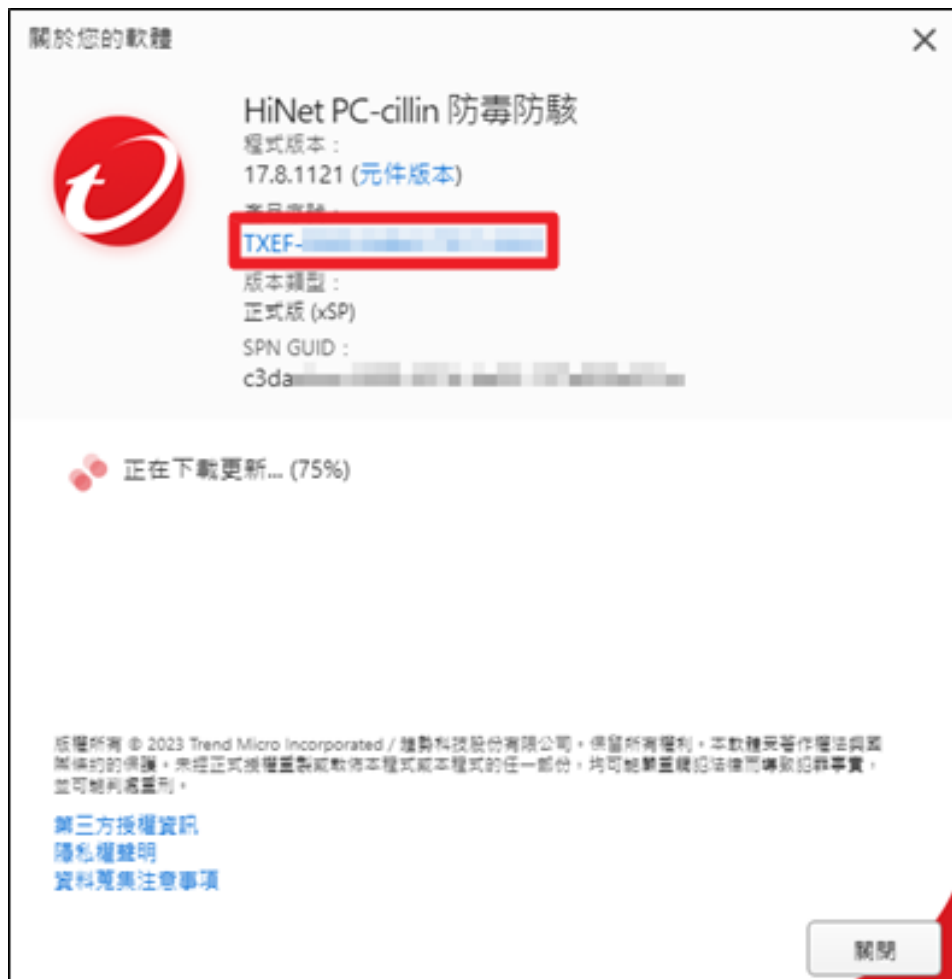 關於您的軟體
HiNet PC-cillin 防毒防駭
程式版本：
17.8.1121 (元件版本)
產品序號：
TXEF-
版本類型：
正式版 (xSP)
SPN GUID：
c3da
正在下載更新... (75%)
版權所有 © 2023 Trend Micro Incorporated / 趨勢科技股份有限公司。保留所有權利。本軟體受著作權法與國
際條約的保護。未經正式授權重製或散佈本程式或本程式的任一部份，均可能嚴重觸犯法律而導致犯罪事實，
並可能判處重刑。
第三方授權資訊
隱私權聲明
資料蒐集注意事項
關閉